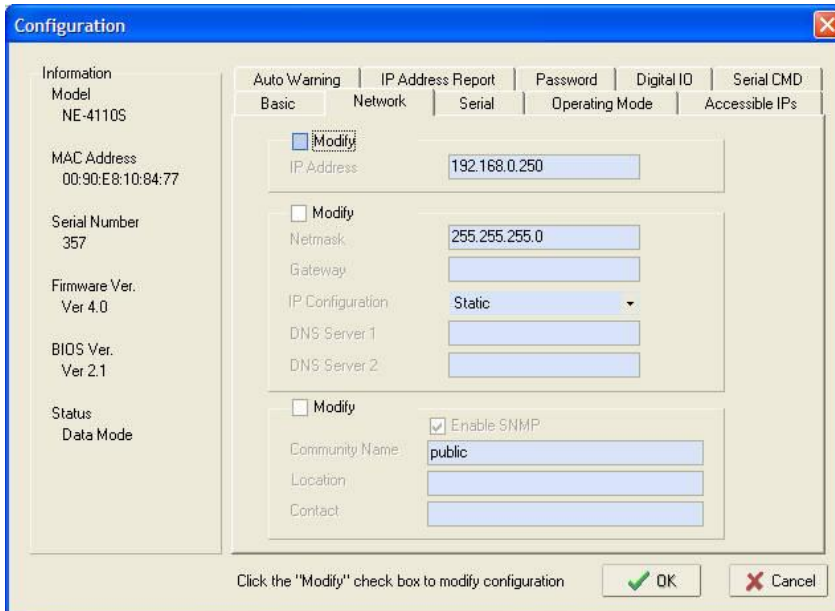 Configuration
Information
Model
NE-4110S
MAC Address
00:90:E8:10:84:77
Serial Number
357
Firmware Ver.
Ver 4.0
BIOS Ver.
Ver 2.1
Status
Data Mode
Auto Warning IP Address Report Password Digital IO Serial CMD
Basic Network Serial Operating Mode Accessible IPs
Modify
IP Address 192.168.0.250
Modify
Netmask 255.255.255.0
Gateway
IP Configuration Static
DNS Server 1
DNS Server 2
Modify
Enable SNMP
Community Name public
Location
Contact
Click the "Modify" check box to modify configuration OK Cancel